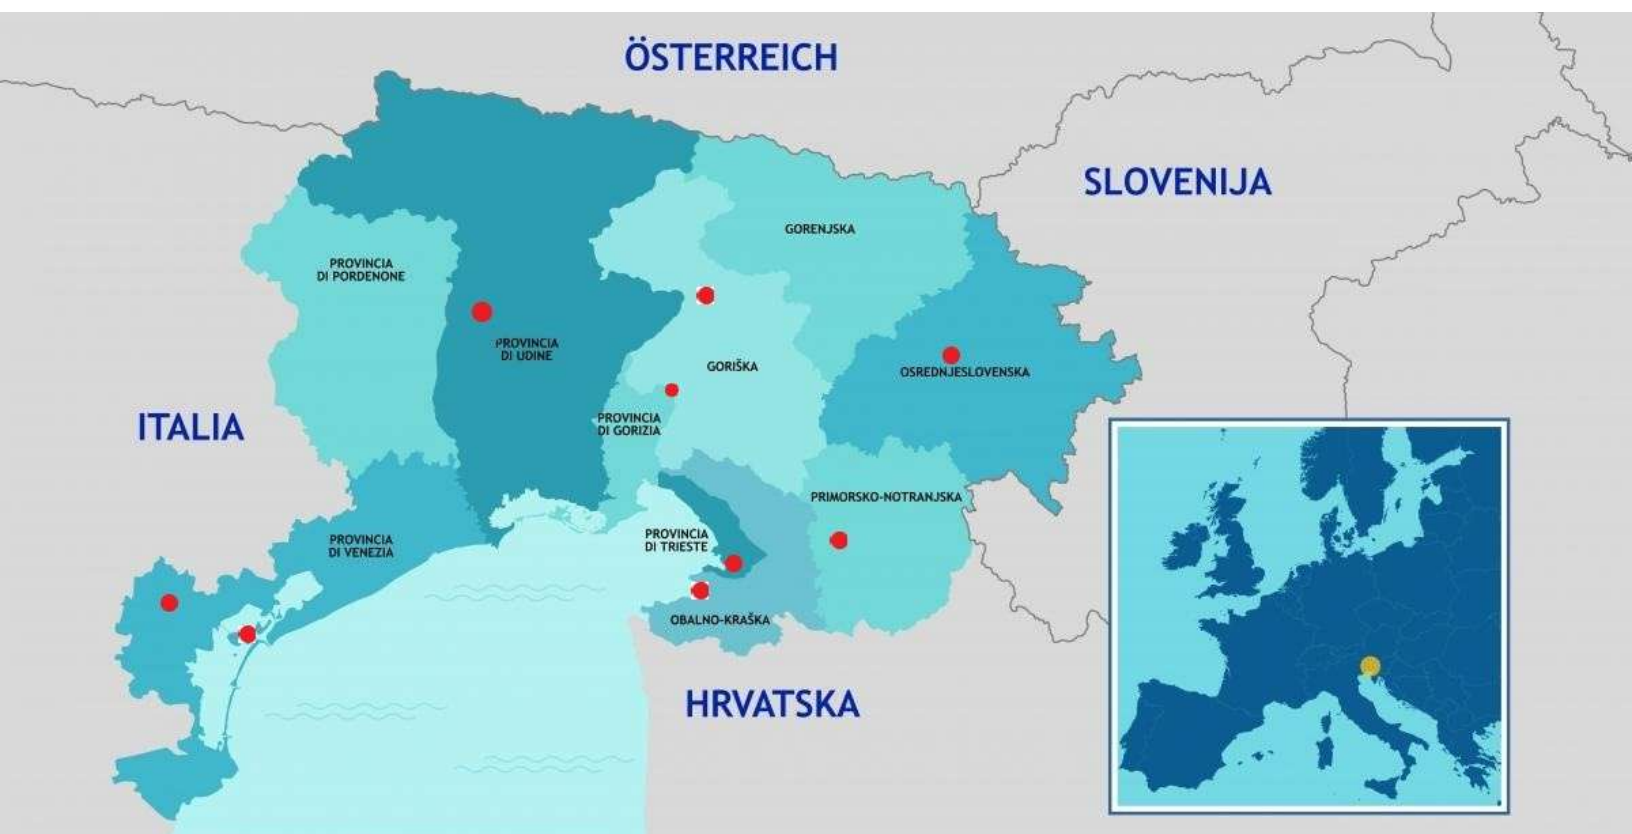 ÖSTERREICH
SLOVENIJA
GORENJSKA
PROVINCIA
DI PORDENONE
PROVINCIA
DI UDINE
GORIŠKA
OSREDNJESLOVENSKA
ITALIA
PROVINCIA
DI GORIZIA
PRIMORSKO-NOTRANJSKA
PROVINCIA
DI VENEZIA
PROVINCIA
DI TRIESTE
OBALNO-KRAŠKA
HRVATSKA